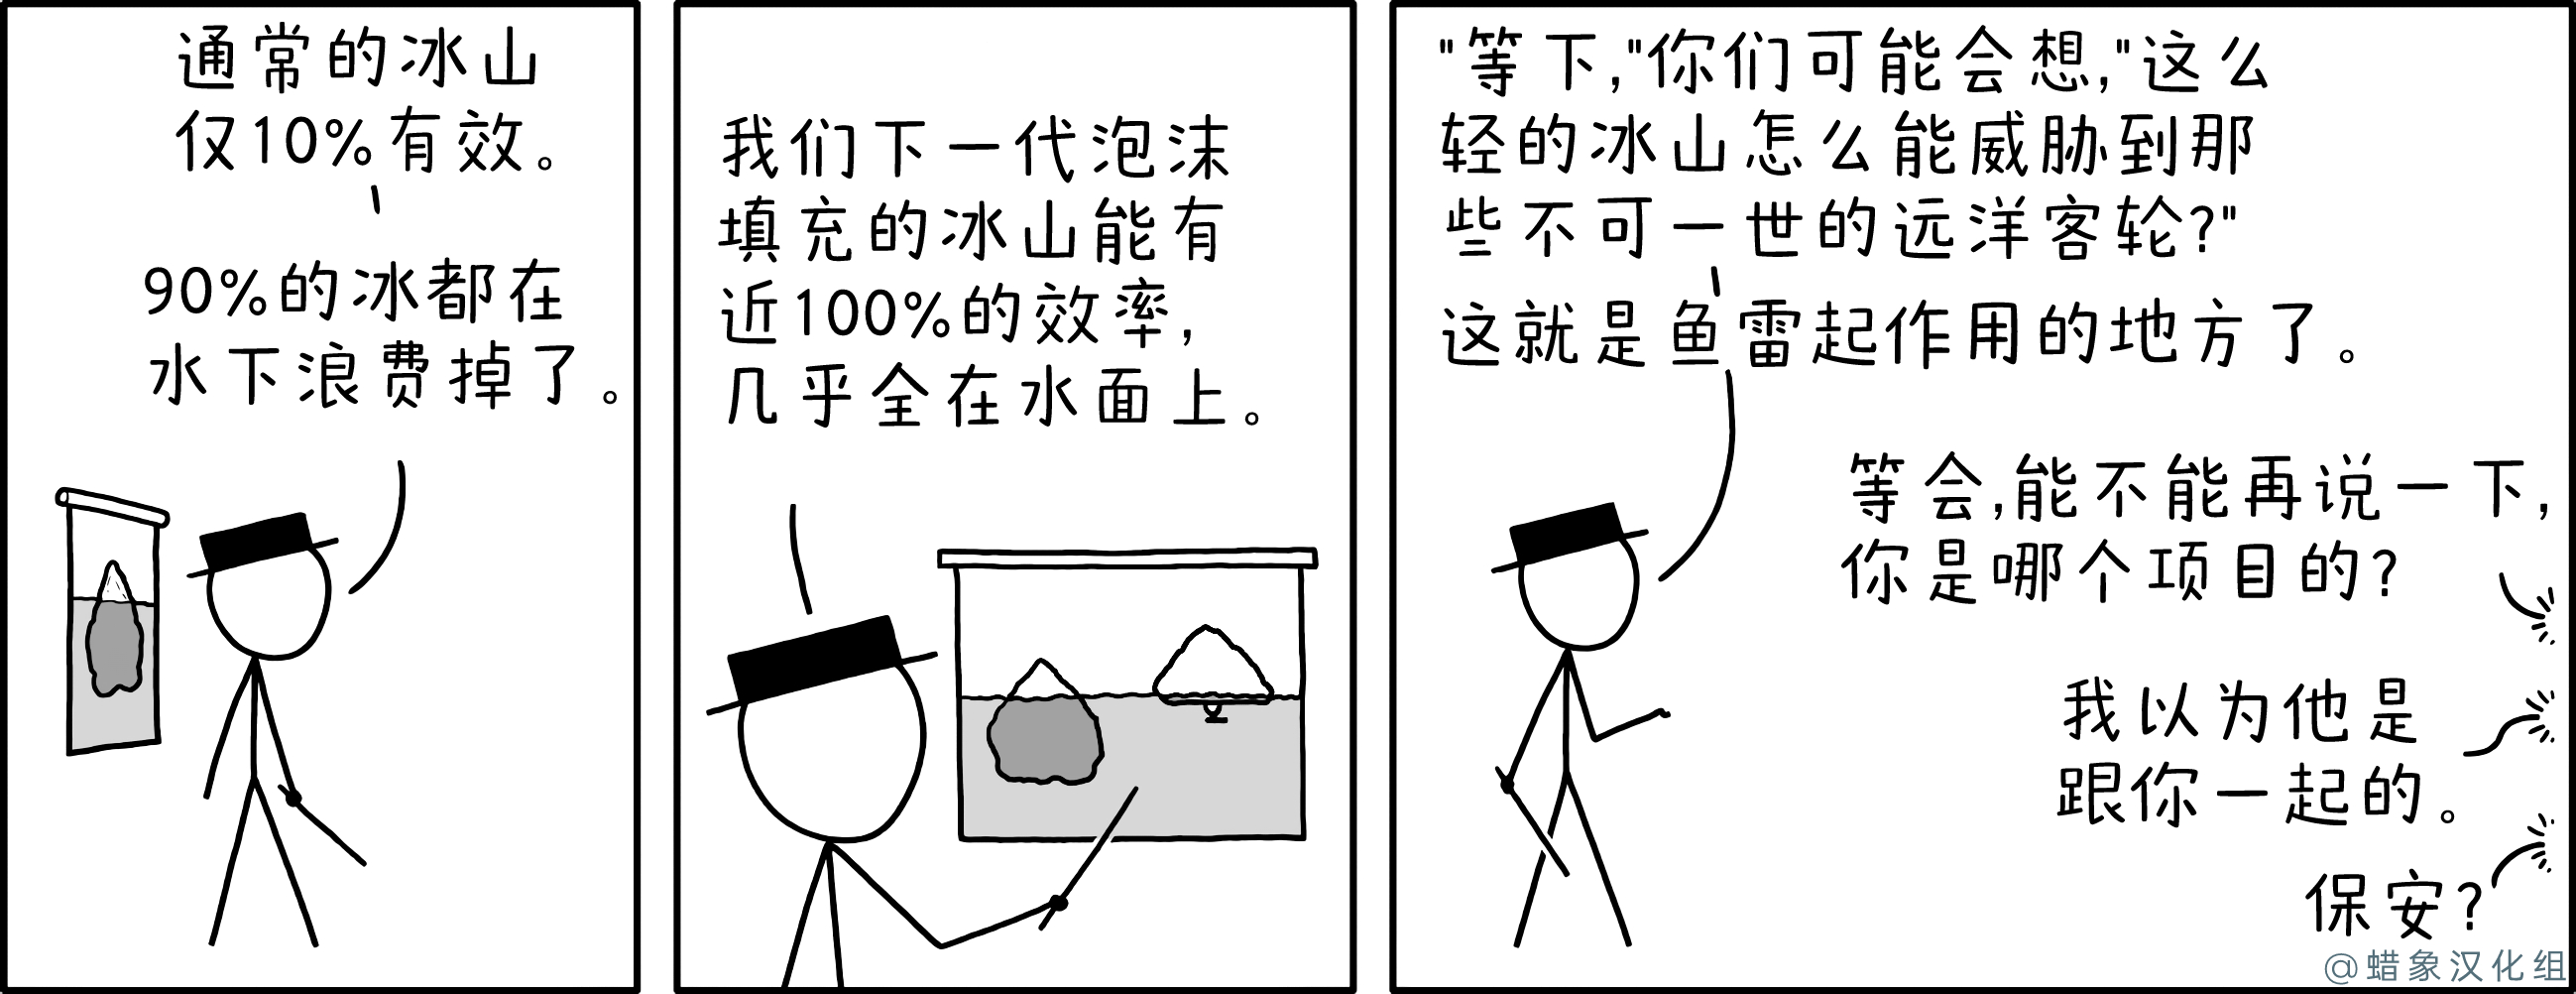 通常的冰山
仅10%有效。
90%的冰都在
水下浪费掉了。
我们下一代泡沫
填充的冰山能有
近100%的效率,
几乎全在水面上。
"等下,"你们可能会想,"这么
轻的冰山怎么能威胁到那
些不可一世的远洋客轮?"
这就是鱼雷起作用的地方了。
等会,能不能再说一下,
你是哪个项目的?
我以为他是
跟你一起的。
保安?
@蜡象汉化组